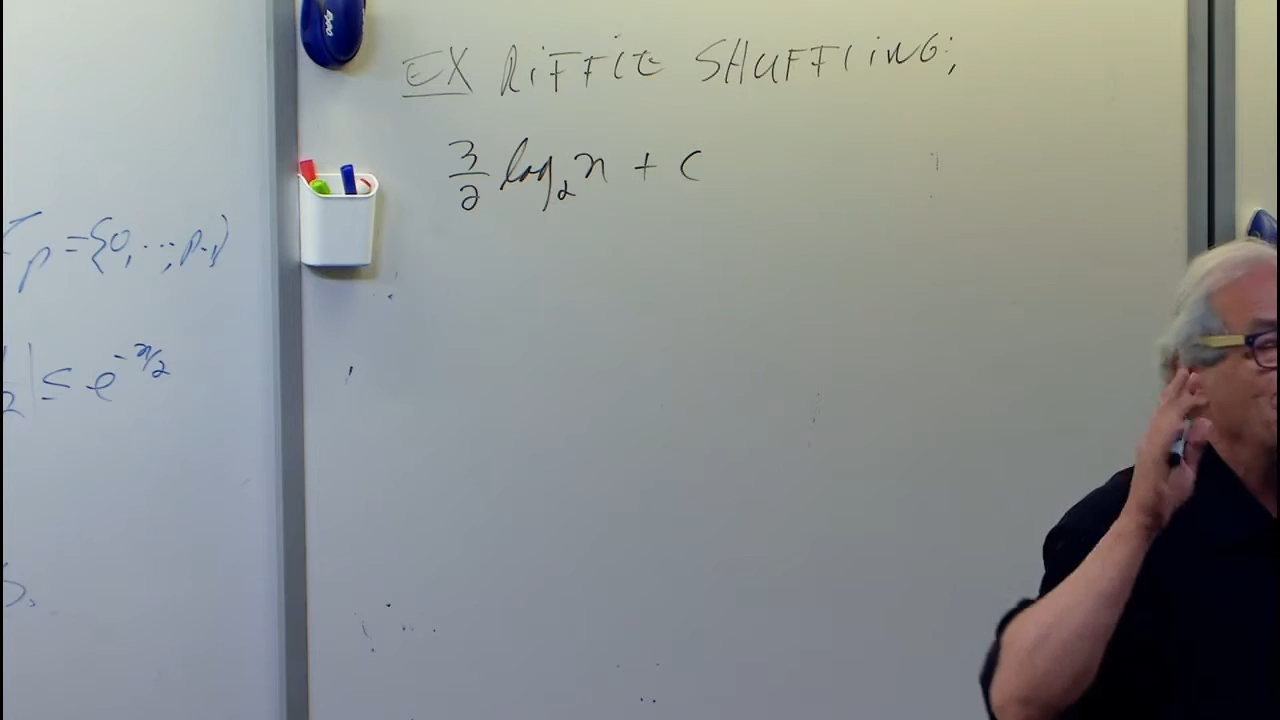 EX RIFFLE SHUFFLING;
3/2 log₂ n + c
p = {0, ..., p-1}
| ≤ e^{-n/2}